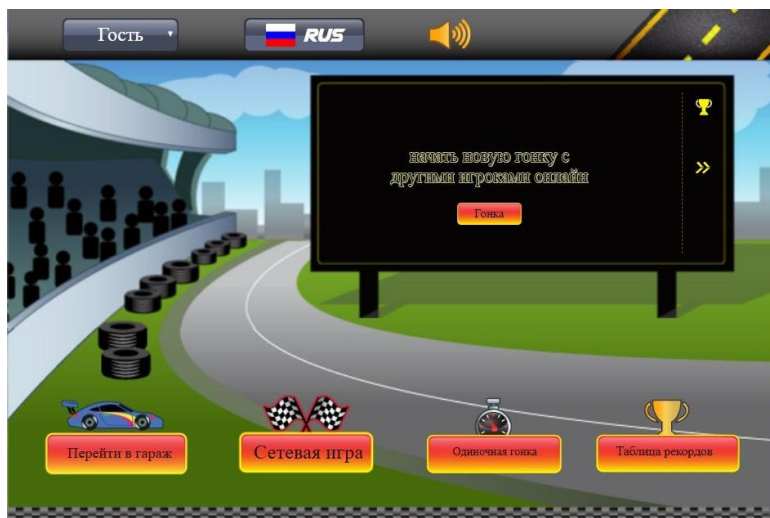 Гость
RUS
начать новую гонку с
другими игроками онлайн
Гонка
Перейти в гараж
Сетевая игра
Одиночная гонка
Таблица рекордов